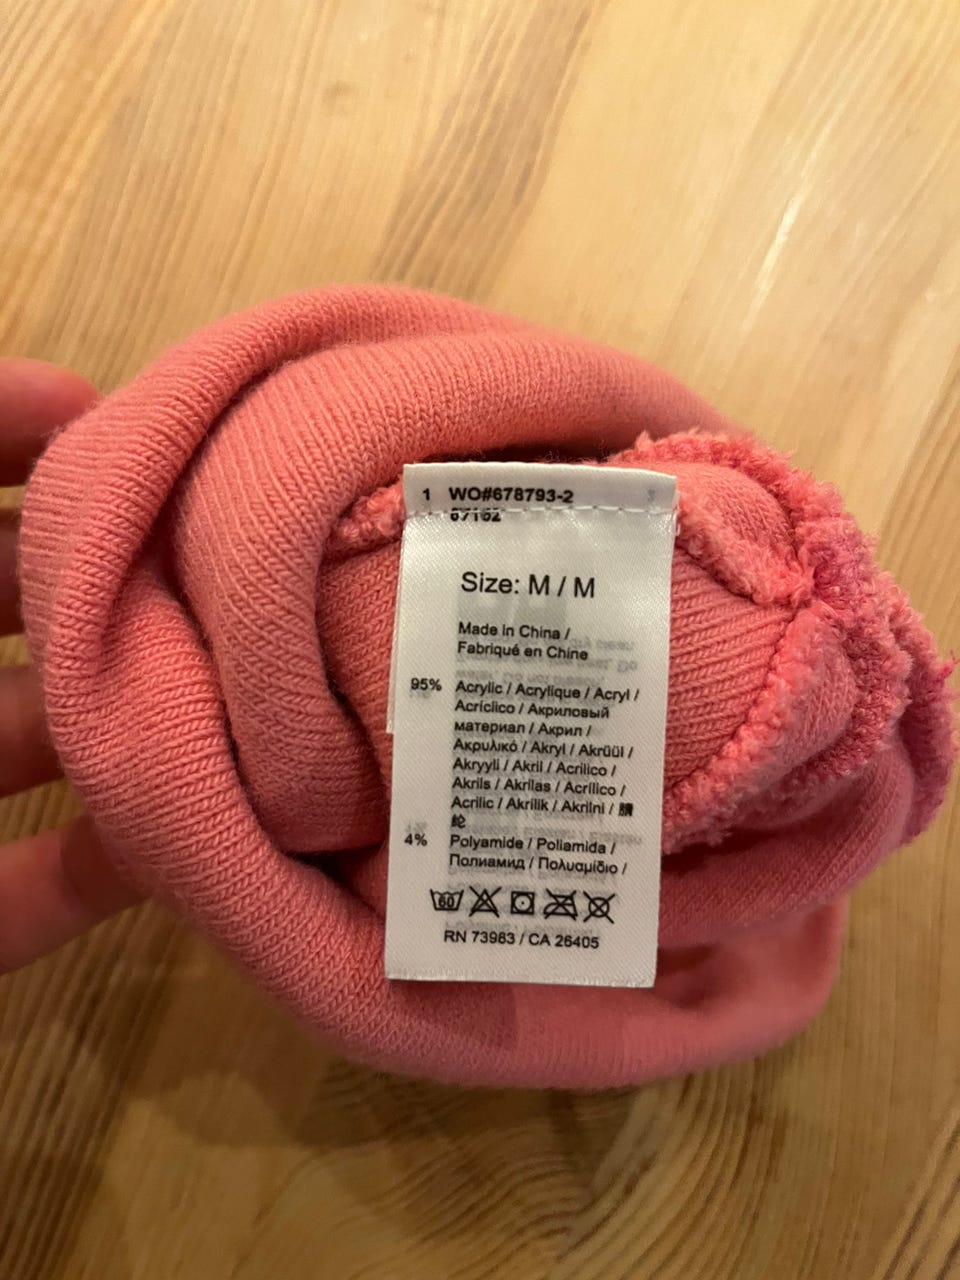 1 WO#678793-2
67162
Size: M / M
Made in China /
Fabriqué en Chine
95% Acrylic / Acrylique / Acryl /
Acríclico / Акриловый
материал / Акрил /
Ακρυλικό / Akryl / Akrüül /
Akryyli / Akril / Acrilico /
Akrils / Akrilas / Acrílico /
Acrilic / Akrilik / Akrilni / 腈
纶
4% Polyamide / Poliamida /
Полиамид / Πολυαμίδιο /
60
RN 73983 / CA 26405